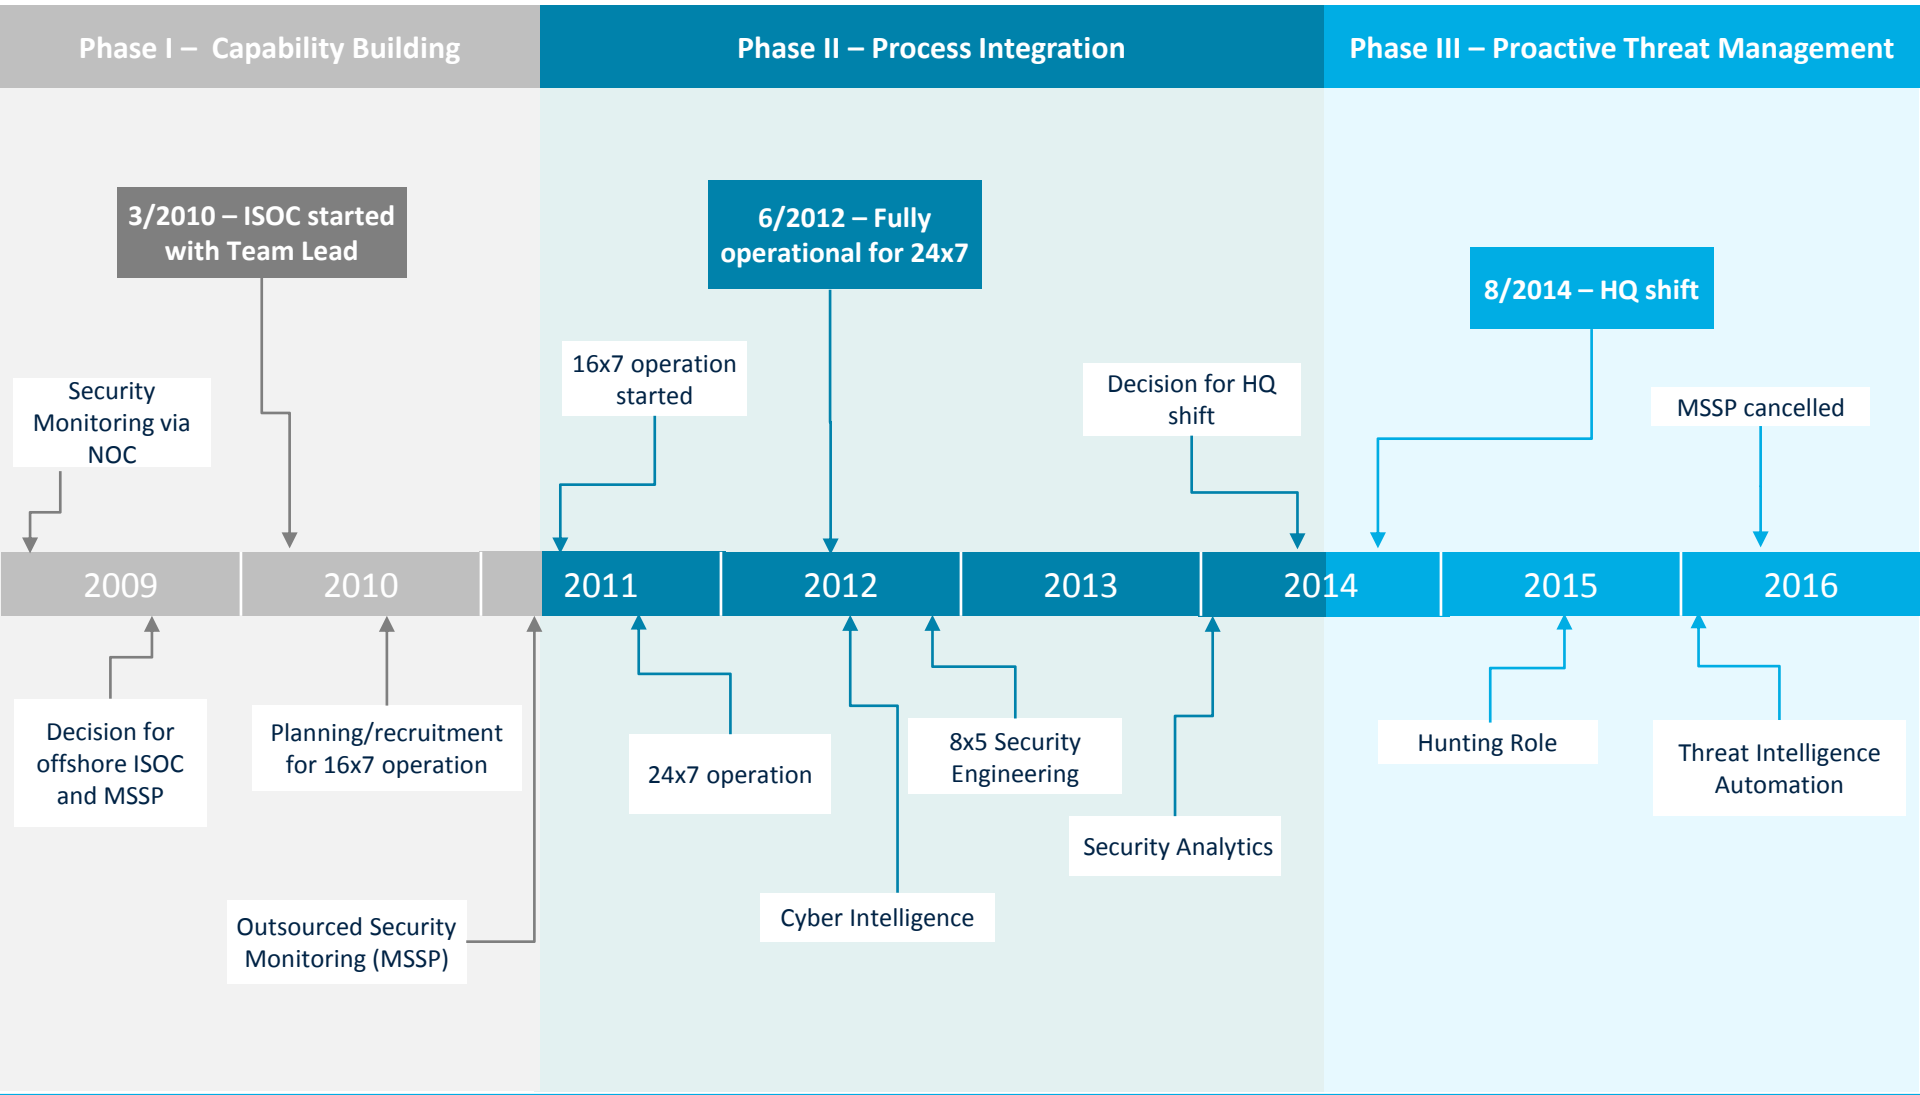 Phase I – Capability Building
Phase II – Process Integration
Phase III – Proactive Threat Management
3/2010 – ISOC started
with Team Lead
6/2012 – Fully
operational for 24x7
8/2014 – HQ shift
Security
Monitoring via
NOC
16x7 operation
started
Decision for HQ
shift
MSSP cancelled
2009
2010
2011
2012
2013
2014
2015
2016
Decision for
offshore ISOC
and MSSP
Planning/recruitment
for 16x7 operation
24x7 operation
8x5 Security
Engineering
Hunting Role
Threat Intelligence
Automation
Security Analytics
Cyber Intelligence
Outsourced Security
Monitoring (MSSP)